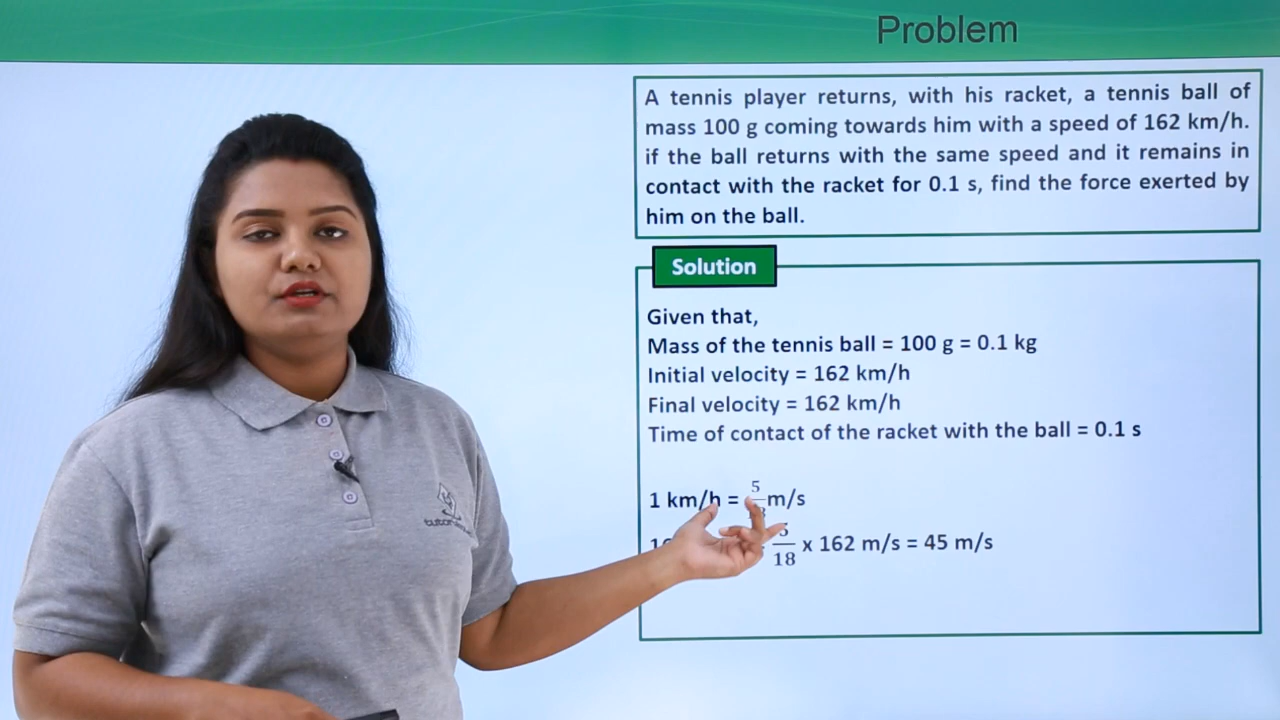 Problem
A tennis player returns, with his racket, a tennis ball of
mass 100 g coming towards him with a speed of 162 km/h.
if the ball returns with the same speed and it remains in
contact with the racket for 0.1 s, find the force exerted by
him on the ball.
Solution
Given that,
Mass of the tennis ball = 100 g = 0.1 kg
Initial velocity = 162 km/h
Final velocity = 162 km/h
Time of contact of the racket with the ball = 0.1 s
1 km/h = 5 m/s
5/18 x 162 m/s = 45 m/s